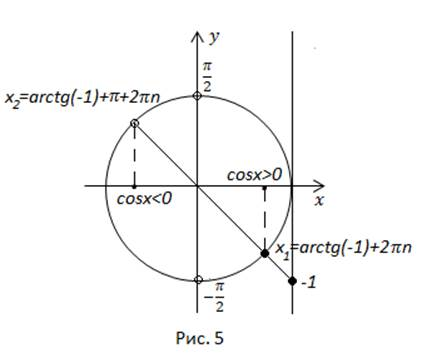 y
π/2
x₂=arctg(-1)+π+2πn
cosx>0
cosx<0
x
x₁=arctg(-1)+2πn
-1
-π/2
Рис. 5